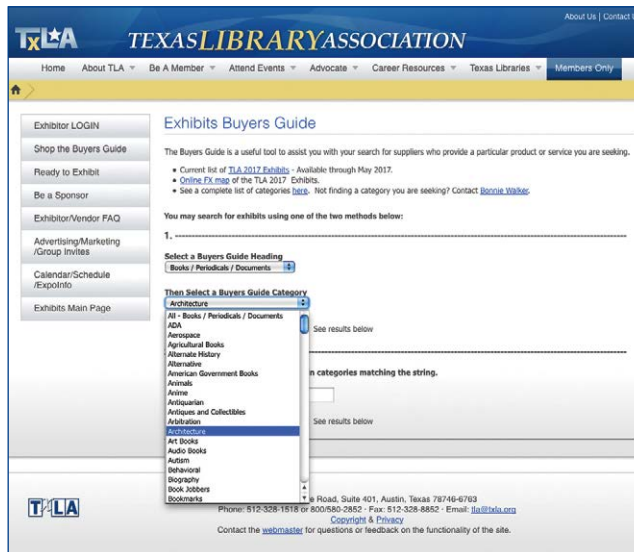 About Us | Contact
TxLA TEXAS LIBRARY ASSOCIATION
Home About TLA Be A Member Attend Events Advocate Career Resources Texas Libraries Members Only
Exhibitor LOGIN
Shop the Buyers Guide
Ready to Exhibit
Be a Sponsor
Exhibitor/Vendor FAQ
Advertising/Marketing
/Group Invites
Calendar/Schedule
/ExpoInfo
Exhibits Main Page
Exhibits Buyers Guide
The Buyers Guide is a useful tool to assist you with your search for suppliers who provide a particular product or service you are seeking.
Current list of TLA 2017 Exhibits - Available through May 2017.
Online FX map of the TLA 2017 Exhibits.
See a complete list of categories here. Not finding a category you are seeking? Contact Bonnie Walker.
You may search for exhibits using one of the two methods below:
1. --------------------
Select a Buyers Guide Heading
Books / Periodicals / Documents
Then Select a Buyers Guide Category
Architecture
All - Books / Periodicals / Documents
ADA
Aerospace
Agricultural Books
Alternate History
Alternative
American Government Books
Animals
Anime
Antiquarian
Antiques and Collectibles
Arbitration
Architecture
Art Books
Audio Books
Autism
Behavioral
Biography
Book Jobbers
Bookmarks
See results below
n categories matching the string.
See results below
TLA
e Road, Suite 401, Austin, Texas 78746-6763
Phone: 512-328-1518 or 800/580-2852 · Fax: 512-328-8852 · Email: tla@txla.org
Copyright & Privacy
Contact the webmaster for questions or feedback on the functionality of the site.